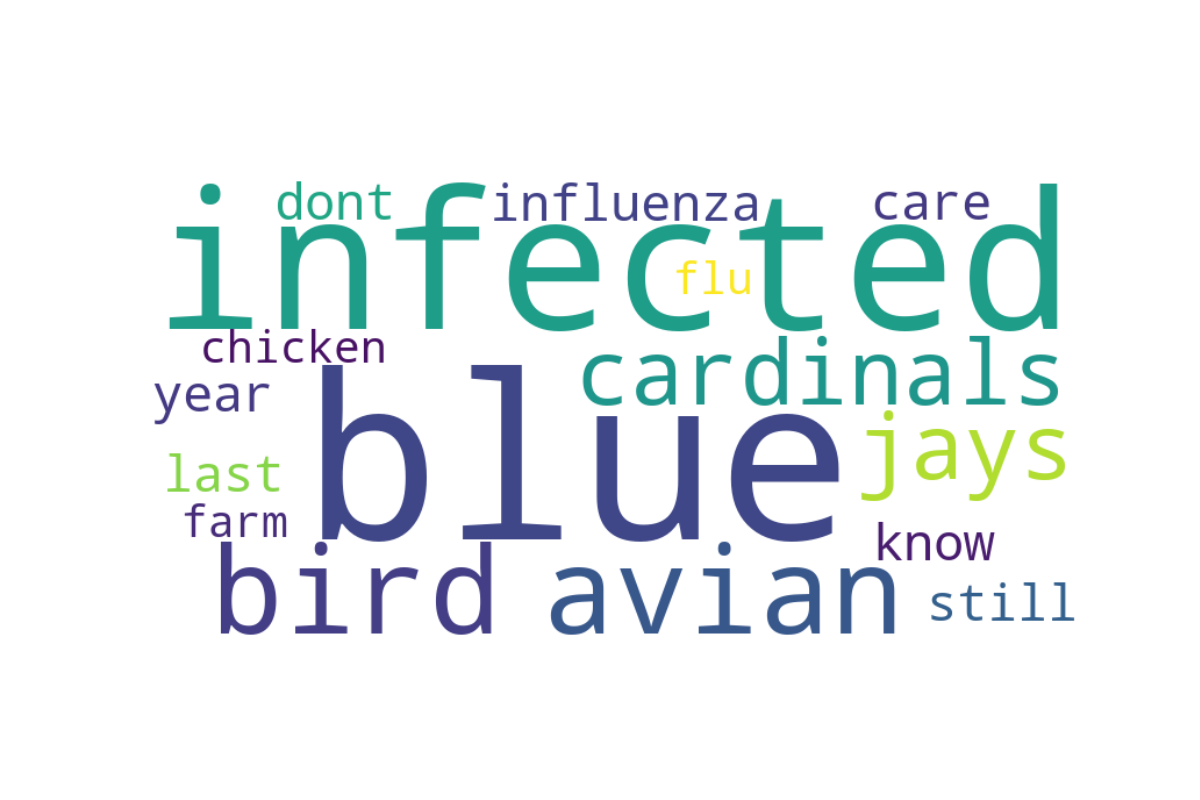 dont influenza care
infected
flu
chicken
cardinals
year
blue
jays
last
farm
know
bird avian
still